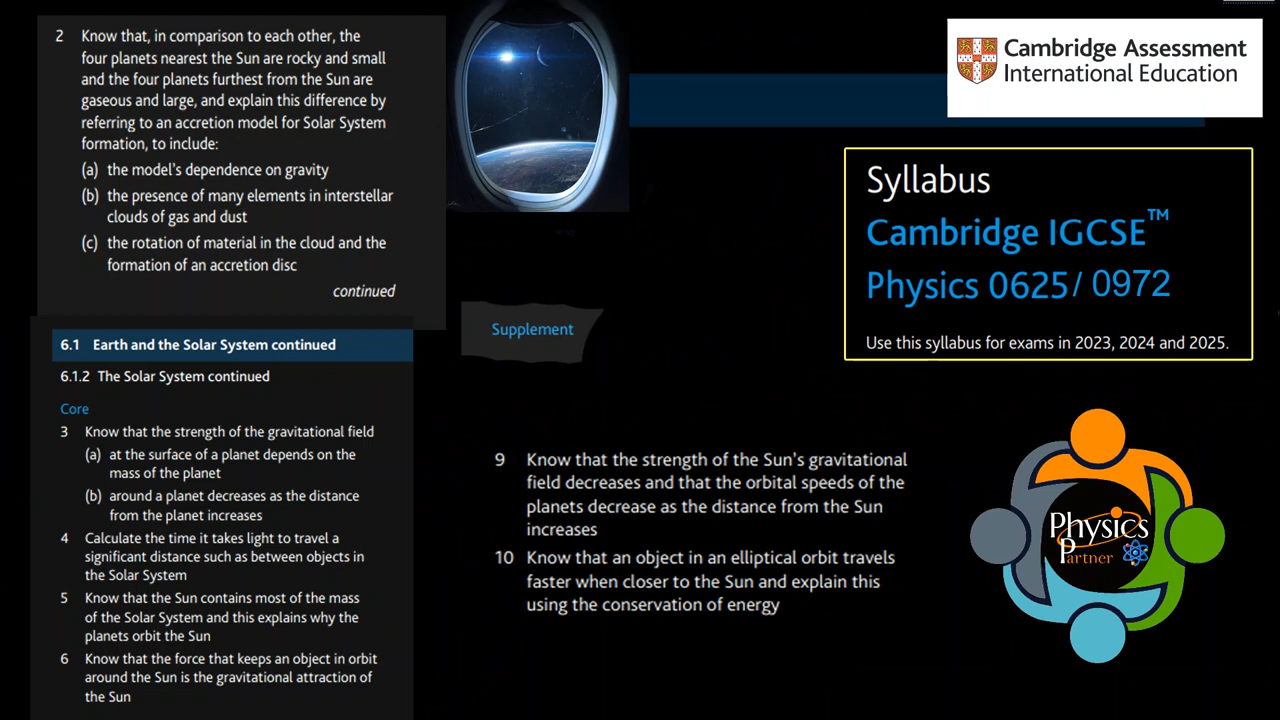 2 Know that, in comparison to each other, the
four planets nearest the Sun are rocky and small
and the four planets furthest from the Sun are
gaseous and large, and explain this difference by
referring to an accretion model for Solar System
formation, to include:
(a) the model's dependence on gravity
(b) the presence of many elements in interstellar
clouds of gas and dust
(c) the rotation of material in the cloud and the
formation of an accretion disc
continued
6.1 Earth and the Solar System continued
6.1.2 The Solar System continued
Core
3 Know that the strength of the gravitational field
(a) at the surface of a planet depends on the
mass of the planet
(b) around a planet decreases as the distance
from the planet increases
4 Calculate the time it takes light to travel a
significant distance such as between objects in
the Solar System
5 Know that the Sun contains most of the mass
of the Solar System and this explains why the
planets orbit the Sun
6 Know that the force that keeps an object in orbit
around the Sun is the gravitational attraction of
the Sun
Supplement
9 Know that the strength of the Sun's gravitational
field decreases and that the orbital speeds of the
planets decrease as the distance from the Sun
increases
10 Know that an object in an elliptical orbit travels
faster when closer to the Sun and explain this
using the conservation of energy
Cambridge Assessment
International Education
Syllabus
Cambridge IGCSE™
Physics 0625/ 0972
Use this syllabus for exams in 2023, 2024 and 2025.
Physics
Partner